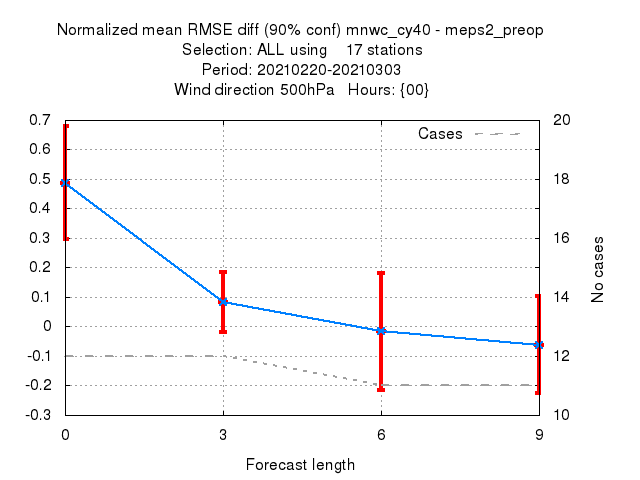 Normalized mean RMSE diff (90% conf) mnwc_cy40 - meps2_preop
Selection: ALL using    17 stations
Period: 20210220-20210303
Wind direction 500hPa   Hours: {00}
Cases
0.7
0.6
0.5
0.4
0.3
0.2
0.1
0
-0.1
-0.2
-0.3
20
18
16
14
12
10
No cases
0 3 6 9
Forecast length